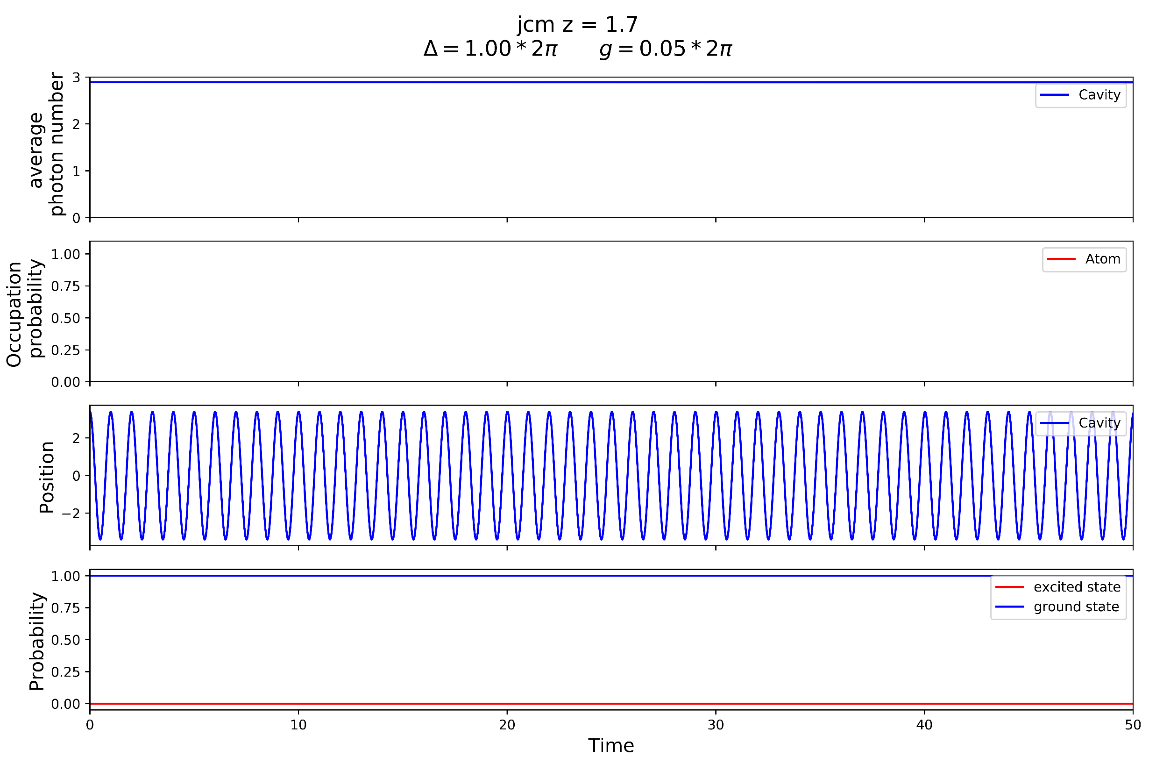 jcm z = 1.7
Δ = 1.00 * 2π g = 0.05 * 2π
average
photon number
3
2
1
0
Cavity
Occupation
probability
1.00
0.75
0.50
0.25
0.00
Atom
Position
2
0
−2
Cavity
Probability
1.00
0.75
0.50
0.25
0.00
excited state
ground state
0 10 20 30 40 50
Time